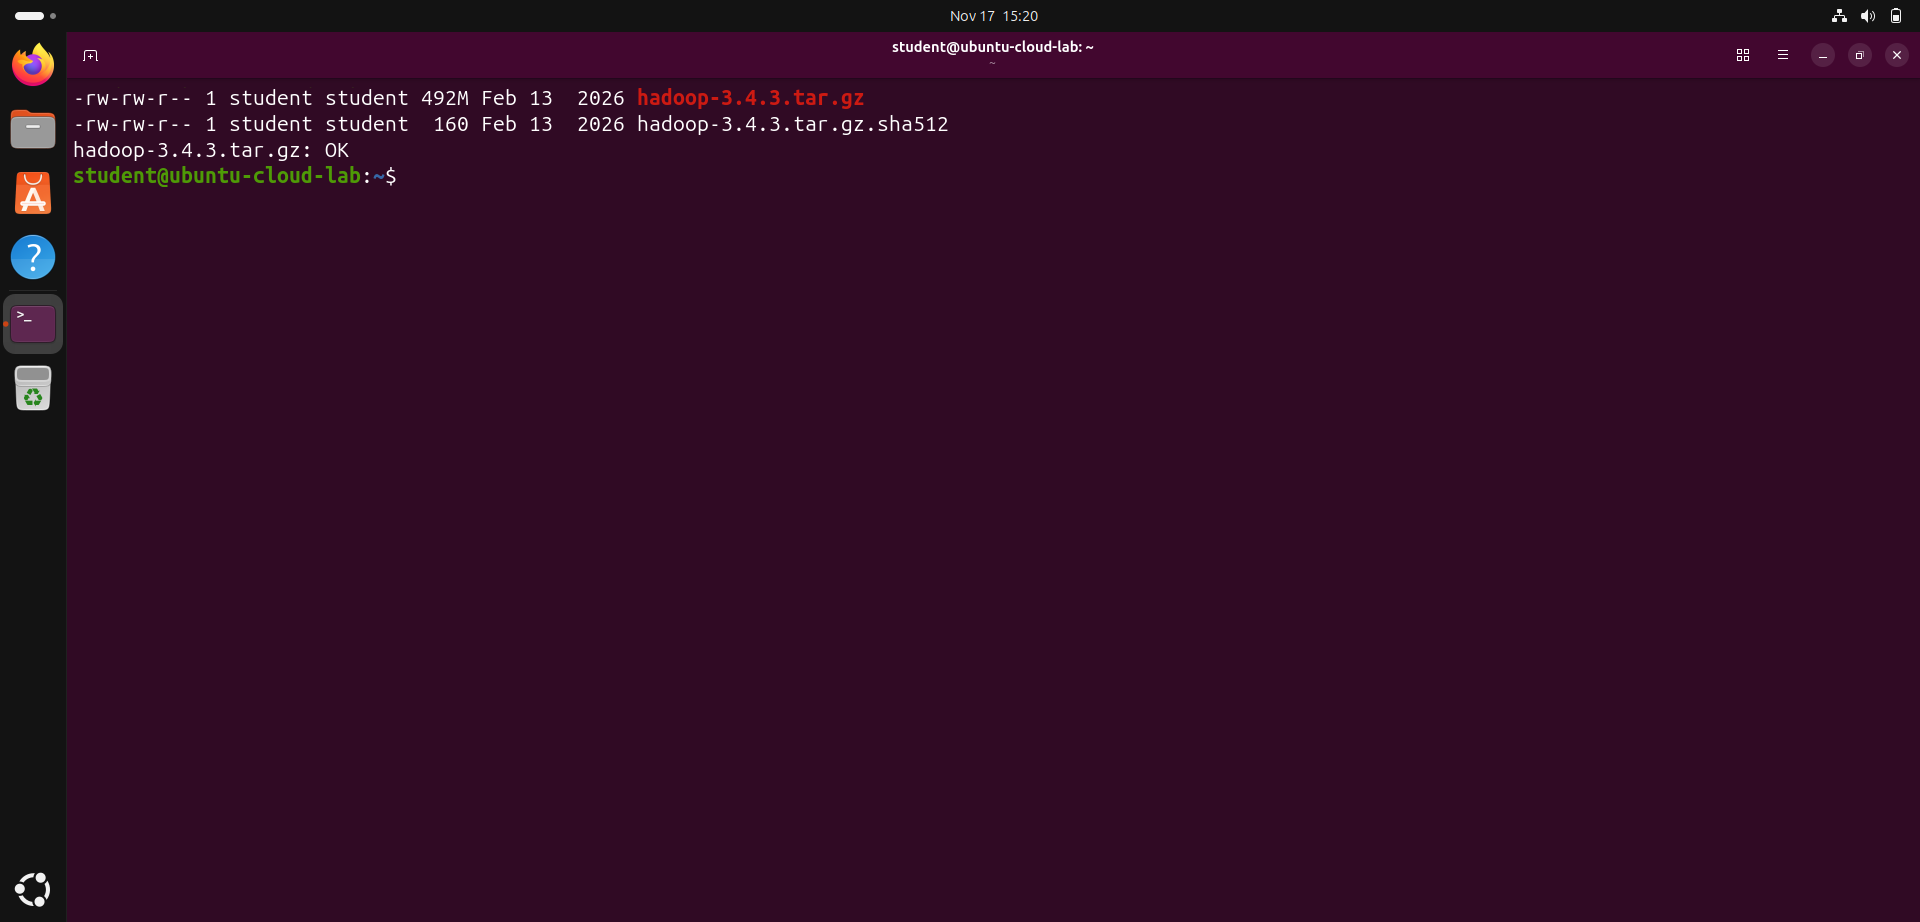 Nov 17 15:20
student@ubuntu-cloud-lab: ~
~
-rw-rw-r-- 1 student student 492M Feb 13  2026 hadoop-3.4.3.tar.gz
-rw-rw-r-- 1 student student  160 Feb 13  2026 hadoop-3.4.3.tar.gz.sha512
hadoop-3.4.3.tar.gz: OK
student@ubuntu-cloud-lab:~$